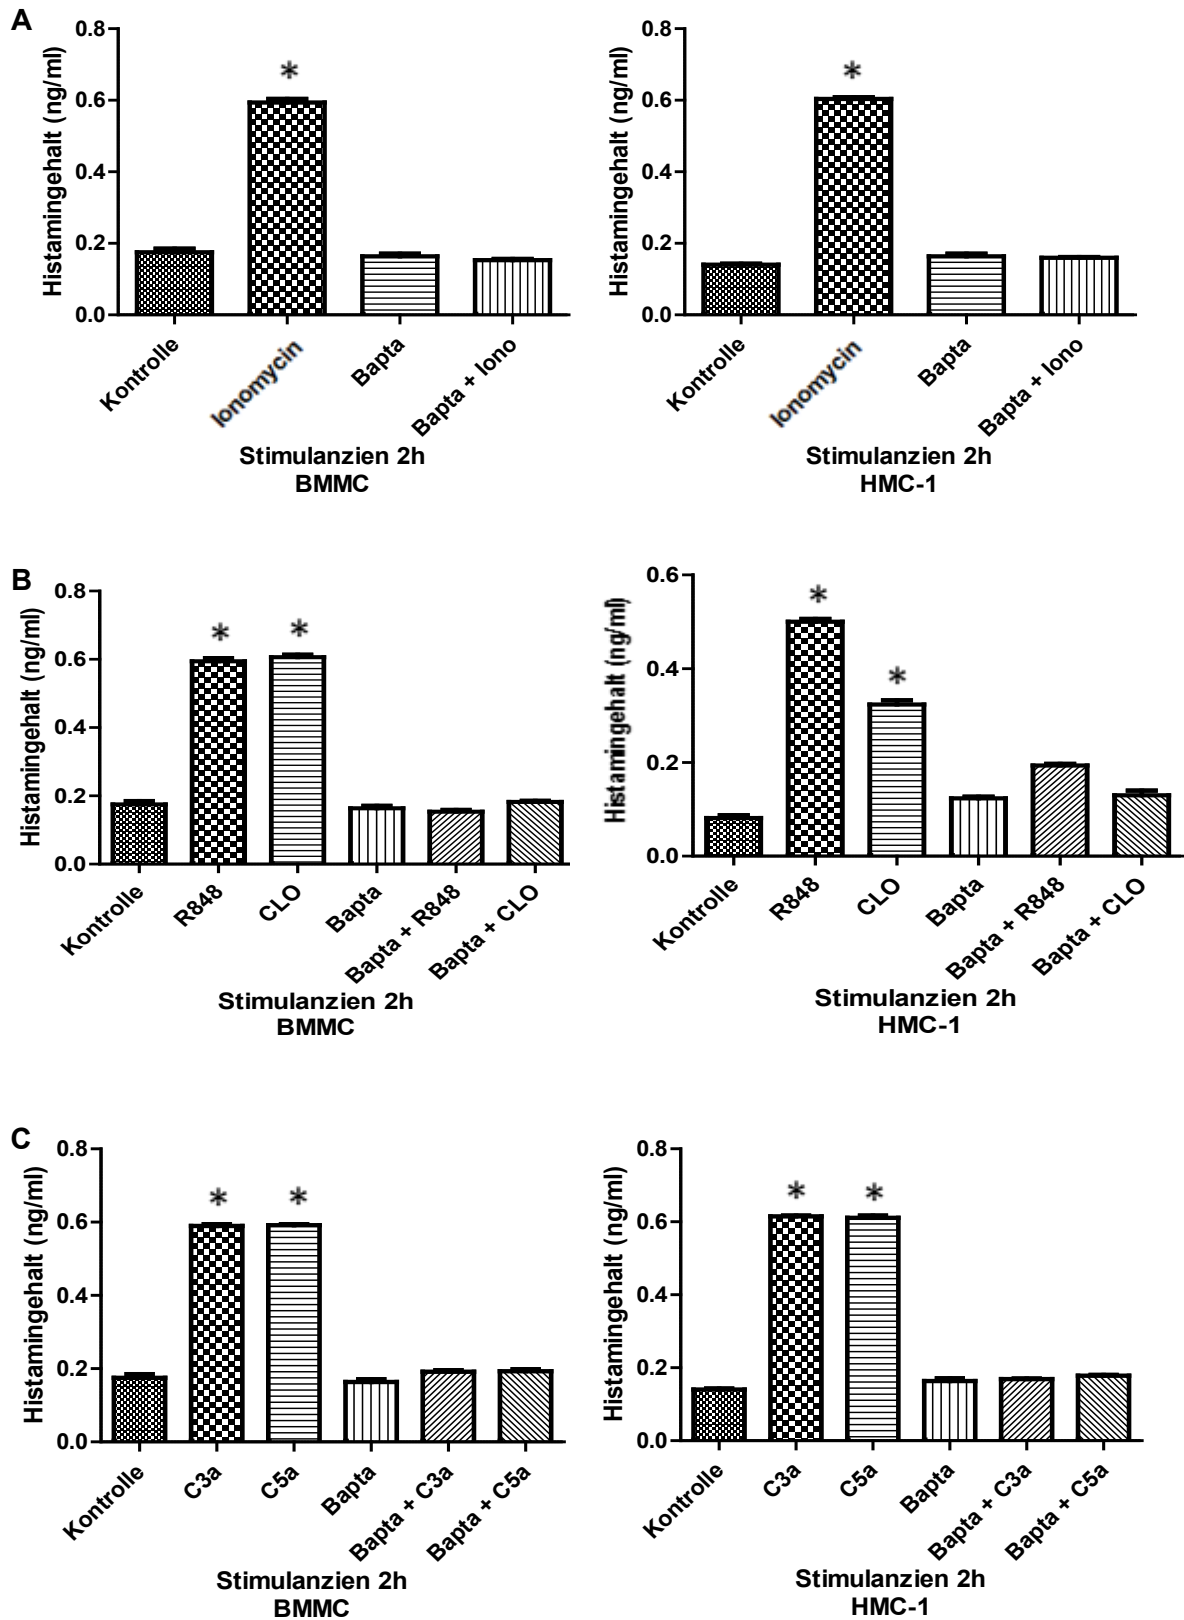 A
Histamingehalt (ng/ml)
0.8
0.6
0.4
0.2
0.0
*
Kontrolle
Ionomycin
Bapta
Bapta + Iono
Stimulanzien 2h
BMMC
Histamingehalt (ng/ml)
0.8
0.6
0.4
0.2
0.0
*
Kontrolle
Ionomycin
Bapta
Bapta + Iono
Stimulanzien 2h
HMC-1
B
Histamingehalt (ng/ml)
0.8
0.6
0.4
0.2
0.0
* *
Kontrolle
R848
CLO
Bapta
Bapta + R848
Bapta + CLO
Stimulanzien 2h
BMMC
Histamingehalt (ng/ml)
0.6
0.4
0.2
0.0
*
*
Kontrolle
R848
CLO
Bapta
Bapta + R848
Bapta + CLO
Stimulanzien 2h
HMC-1
C
Histamingehalt (ng/ml)
0.8
0.6
0.4
0.2
0.0
* *
Kontrolle
C3a
C5a
Bapta
Bapta + C3a
Bapta + C5a
Stimulanzien 2h
BMMC
Histamingehalt (ng/ml)
0.8
0.6
0.4
0.2
0.0
* *
Kontrolle
C3a
C5a
Bapta
Bapta + C3a
Bapta + C5a
Stimulanzien 2h
HMC-1